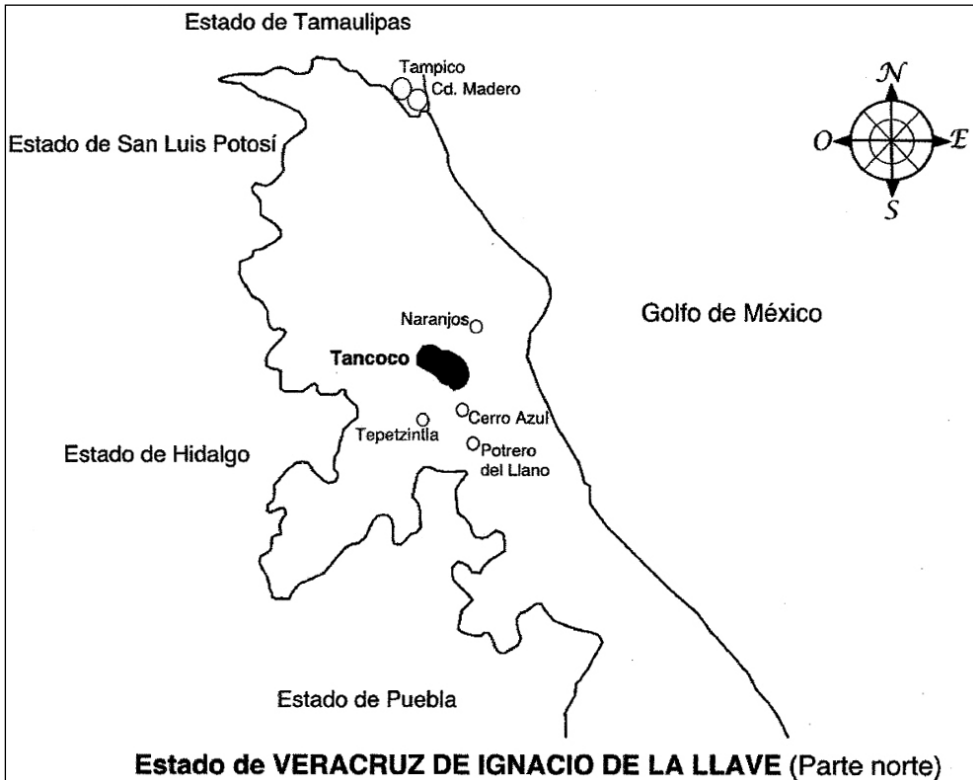 Estado de Tamaulipas
Tampico
Cd. Madero
N
Estado de San Luis Potosí
O
E
S
Golfo de México
Naranjos
Tancoco
Cerro Azul
Tepetzintla
Potrero
del Llano
Estado de Hidalgo
Estado de Puebla
Estado de VERACRUZ DE IGNACIO DE LA LLAVE (Parte norte)